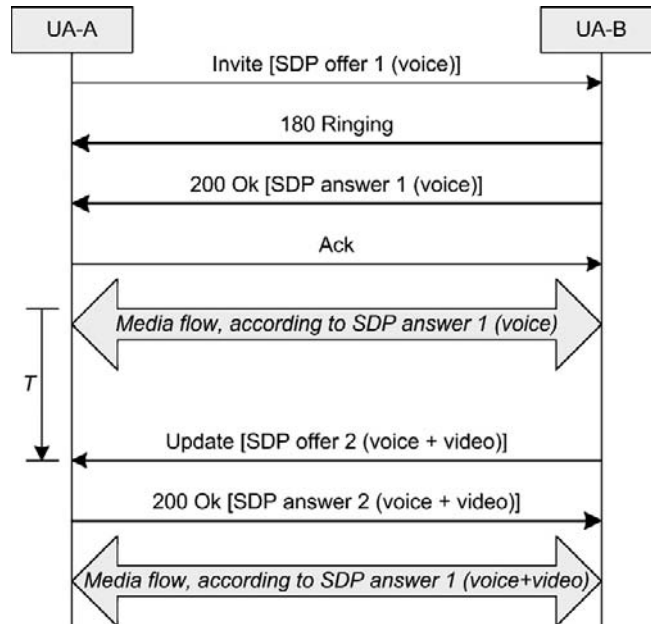 UA-A
UA-B
Invite [SDP offer 1 (voice)]
180 Ringing
200 Ok [SDP answer 1 (voice)]
Ack
Media flow, according to SDP answer 1 (voice)
T
Update [SDP offer 2 (voice + video)]
200 Ok [SDP answer 2 (voice + video)]
Media flow, according to SDP answer 1 (voice+video)